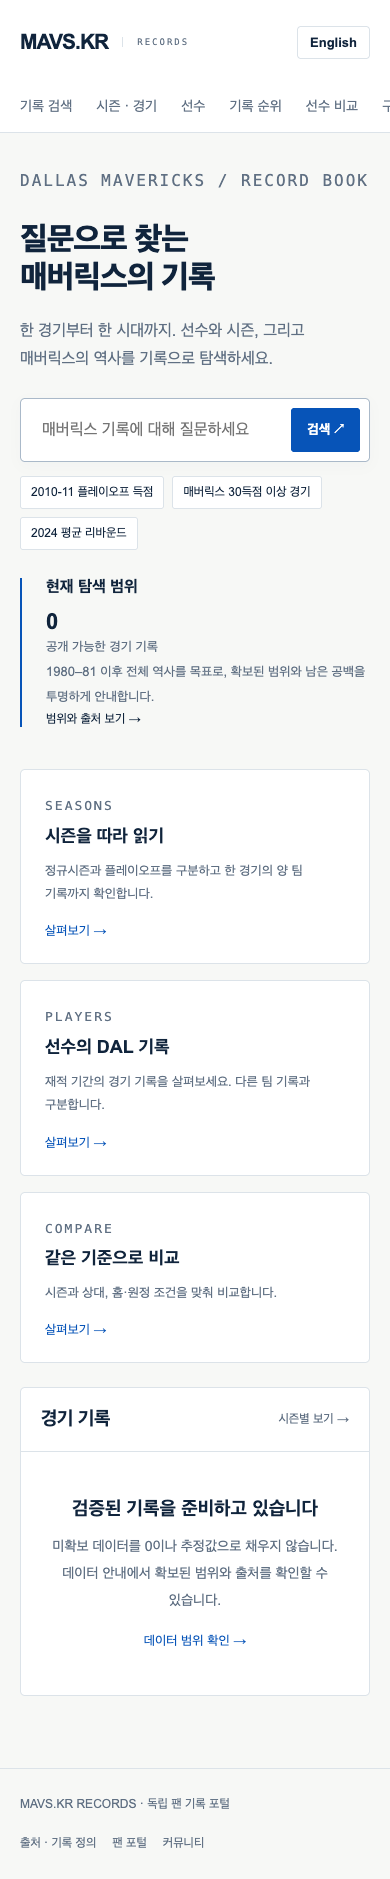 MAVS.KR
RECORDS
English
기록 검색 시즌 · 경기 선수 기록 순위 선수 비교
DALLAS MAVERICKS / RECORD BOOK
질문으로 찾는
매버릭스의 기록
한 경기부터 한 시대까지. 선수와 시즌, 그리고
매버릭스의 역사를 기록으로 탐색하세요.
매버릭스 기록에 대해 질문하세요
검색 ↗
2010-11 플레이오프 득점
매버릭스 30득점 이상 경기
2024 평균 리바운드
현재 탐색 범위
0
공개 가능한 경기 기록
1980–81 이후 전체 역사를 목표로, 확보된 범위와 남은 공백을
투명하게 안내합니다.
범위와 출처 보기 →
SEASONS
시즌을 따라 읽기
정규시즌과 플레이오프를 구분하고 한 경기의 양 팀
기록까지 확인합니다.
살펴보기 →
PLAYERS
선수의 DAL 기록
재적 기간의 경기 기록을 살펴보세요. 다른 팀 기록과
구분합니다.
살펴보기 →
COMPARE
같은 기준으로 비교
시즌과 상대, 홈·원정 조건을 맞춰 비교합니다.
살펴보기 →
경기 기록
시즌별 보기 →
검증된 기록을 준비하고 있습니다
미확보 데이터를 0이나 추정값으로 채우지 않습니다.
데이터 안내에서 확보된 범위와 출처를 확인할 수
있습니다.
데이터 범위 확인 →
MAVS.KR RECORDS · 독립 팬 기록 포털
출처 · 기록 정의 팬 포털 커뮤니티